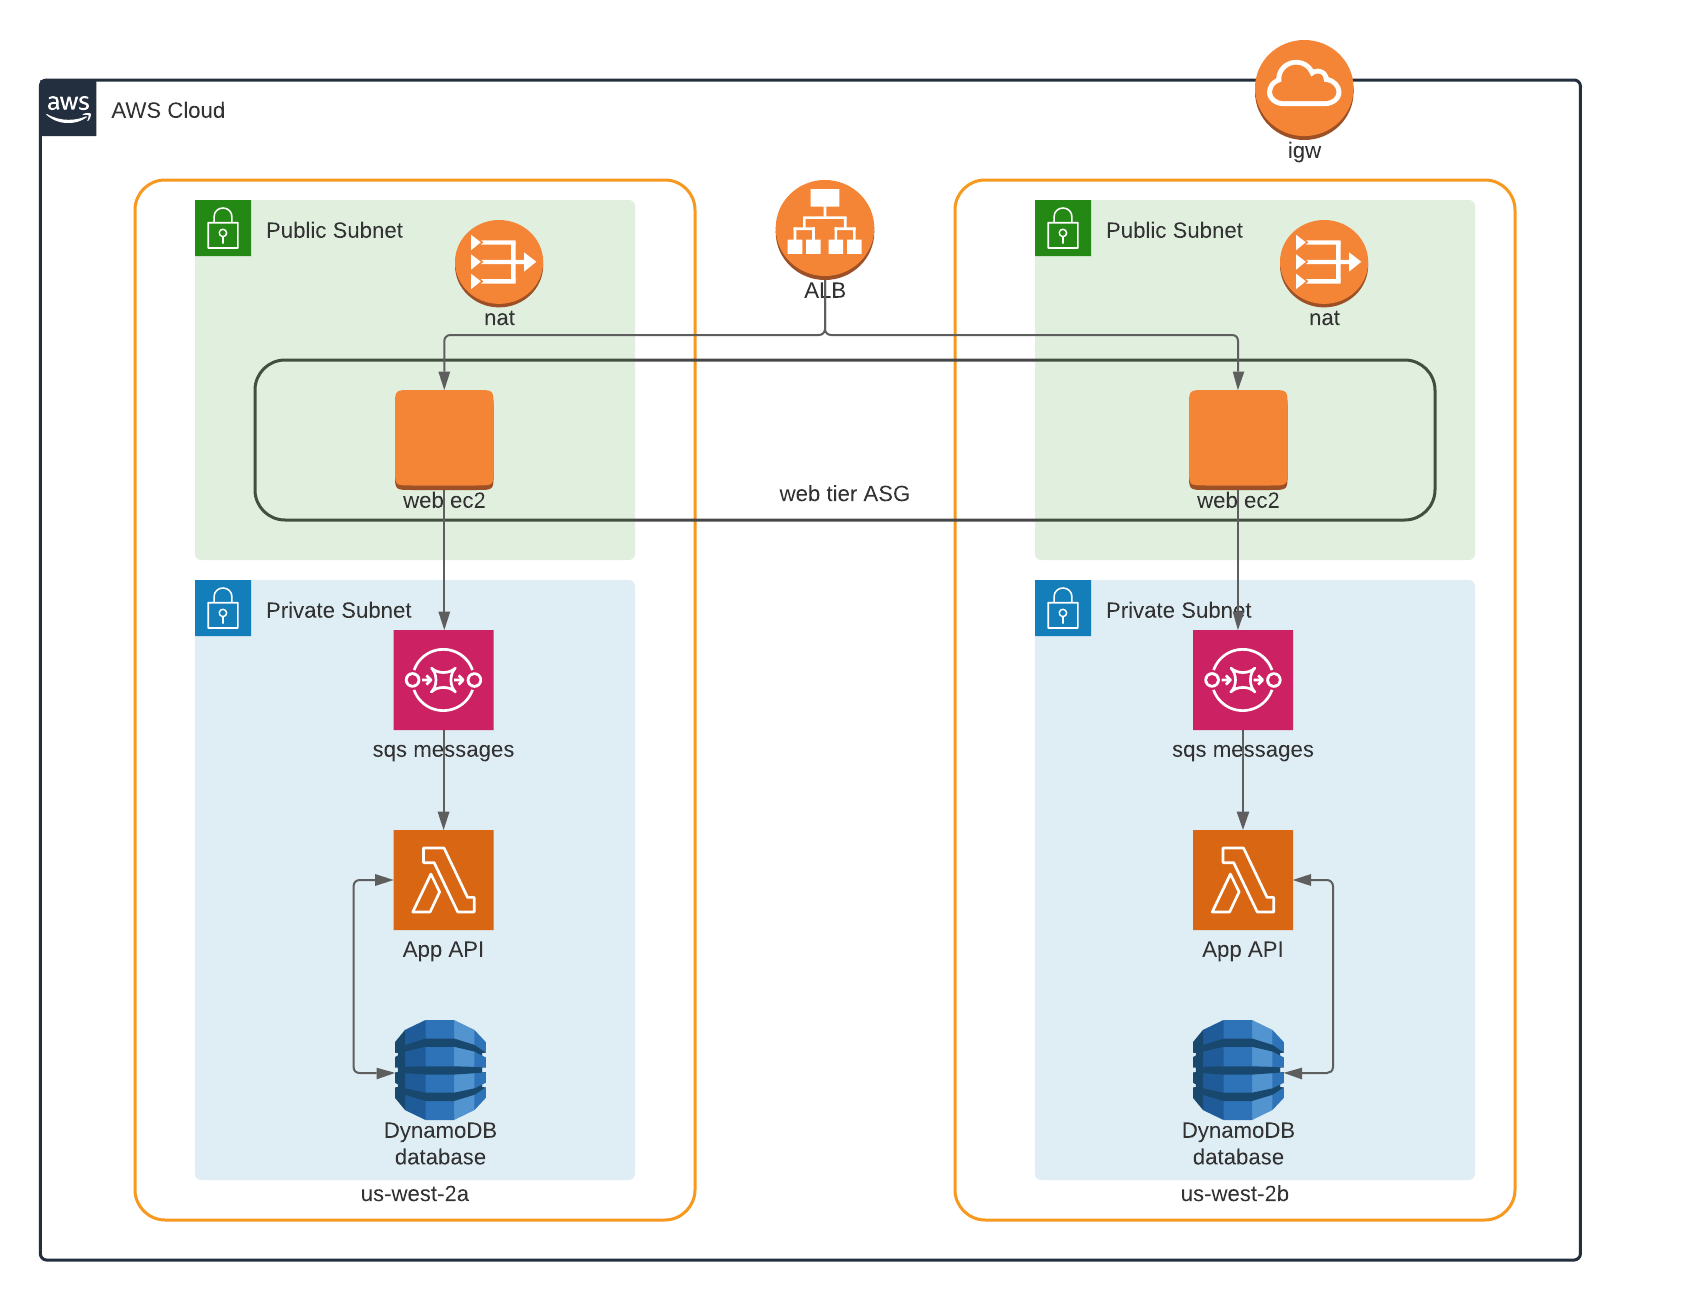 aws
AWS Cloud
igw
Public Subnet
nat
ALB
Public Subnet
nat
web ec2
web tier ASG
web ec2
Private Subnet
sqs messages
App API
DynamoDB
database
us-west-2a
Private Subnet
sqs messages
App API
DynamoDB
database
us-west-2b